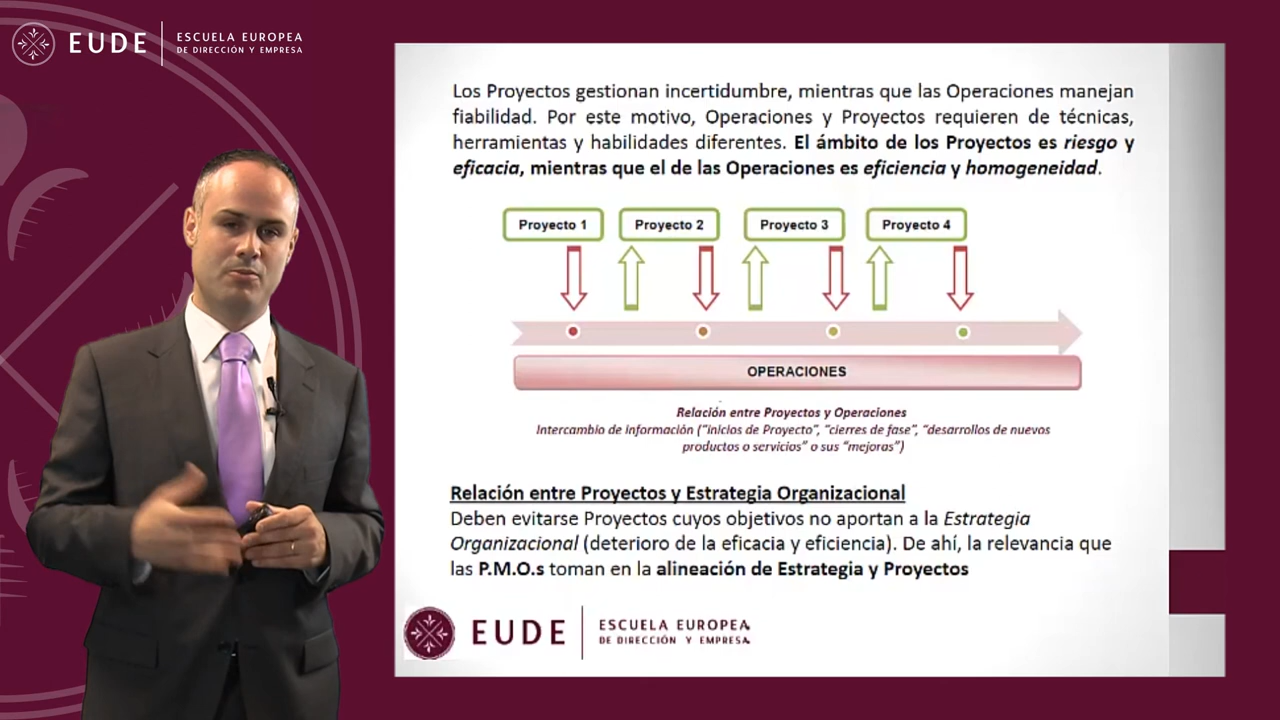 EUDE
ESCUELA EUROPEA
DE DIRECCIÓN Y EMPRESA
Los Proyectos gestionan incertidumbre, mientras que las Operaciones manejan
fiabilidad. Por este motivo, Operaciones y Proyectos requieren de técnicas,
herramientas y habilidades diferentes. El ámbito de los Proyectos es riesgo y
eficacia, mientras que el de las Operaciones es eficiencia y homogeneidad.
Proyecto 1
Proyecto 2
Proyecto 3
Proyecto 4
OPERACIONES
Relación entre Proyectos y Operaciones
Intercambio de información ("inicios de Proyecto", "cierres de fase", "desarrollos de nuevos
productos o servicios" o sus "mejoras")
Relación entre Proyectos y Estrategia Organizacional
Deben evitarse Proyectos cuyos objetivos no aportan a la Estrategia
Organizacional (deterioro de la eficacia y eficiencia). De ahí, la relevancia que
las P.M.O.s toman en la alineación de Estrategia y Proyectos
EUDE
ESCUELA EUROPEA
DE DIRECCIÓN Y EMPRESA